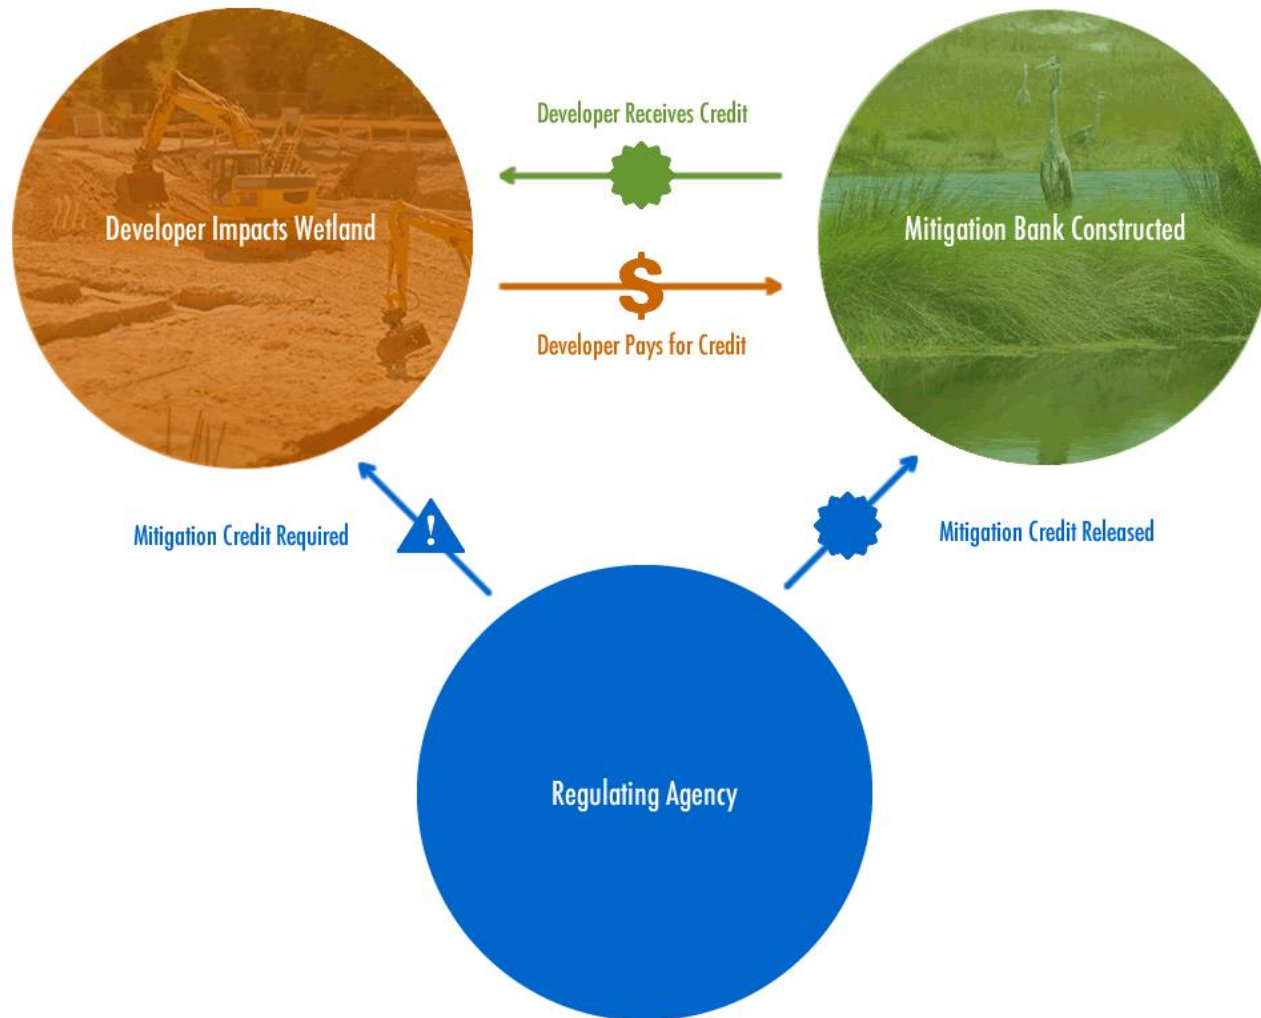 Developer Receives Credit
Developer Impacts Wetland
Mitigation Bank Constructed
$
Developer Pays for Credit
Mitigation Credit Required
!
Mitigation Credit Released
Regulating Agency